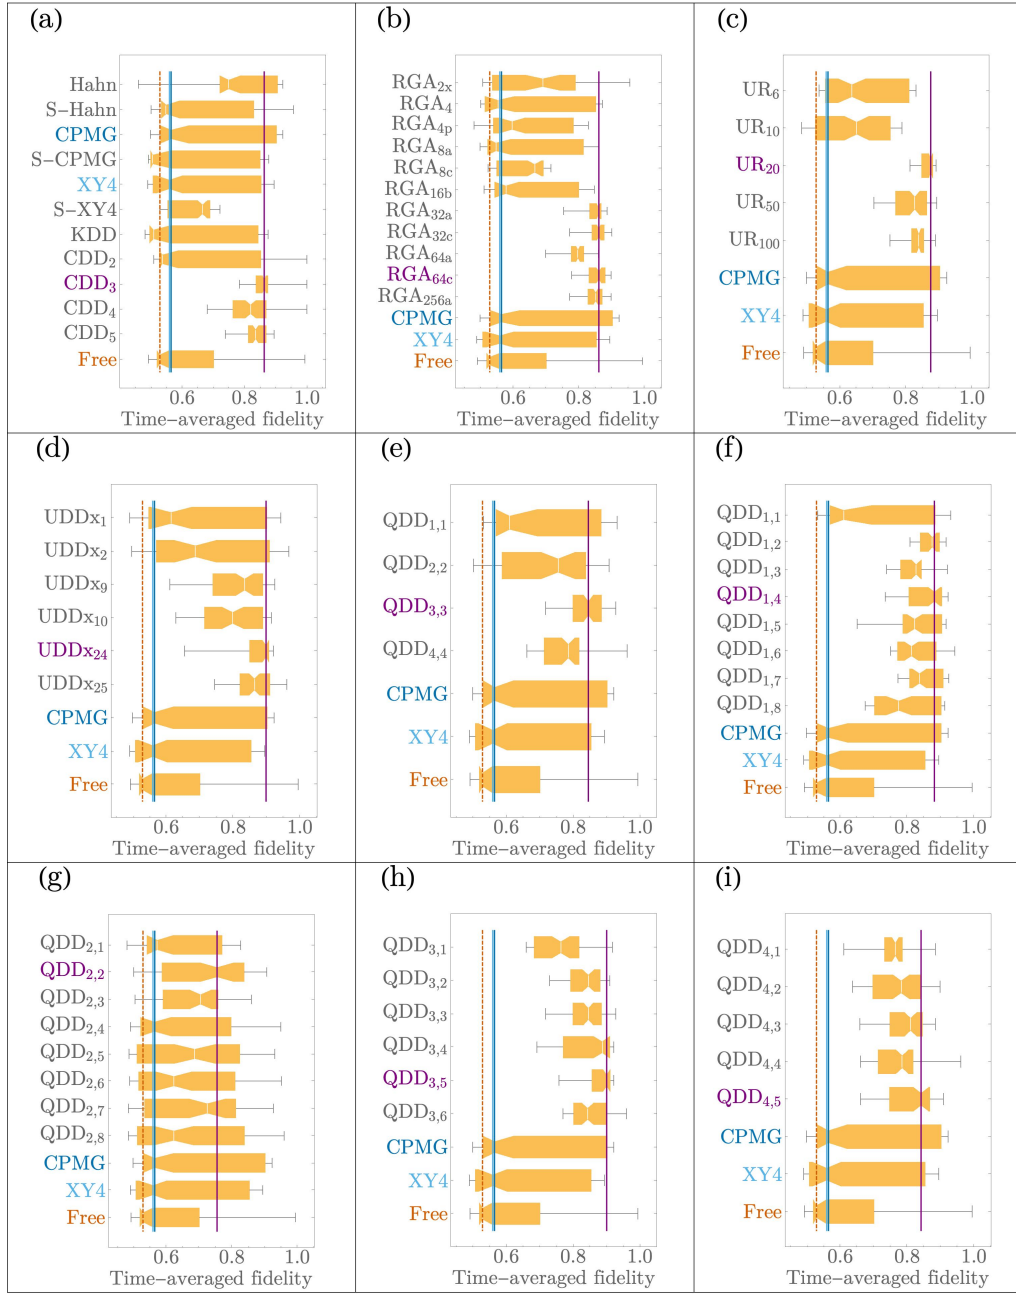 (a)
Hahn
S−Hahn
CPMG
S−CPMG
XY4
S−XY4
KDD
CDD₂
CDD₃
CDD₄
CDD₅
Free
0.6 0.8 1.0
Time−averaged fidelity
(b)
RGA₂ₓ
RGA₄
RGA₄ₚ
RGA₈ₐ
RGA₈c
RGA₁₆b
RGA₃₂ₐ
RGA₃₂c
RGA₆₄ₐ
RGA₆₄c
RGA₂₅₆ₐ
CPMG
XY4
Free
0.6 0.8 1.0
Time−averaged fidelity
(c)
UR₆
UR₁₀
UR₂₀
UR₅₀
UR₁₀₀
CPMG
XY4
Free
0.6 0.8 1.0
Time−averaged fidelity
(d)
UDDx₁
UDDx₂
UDDx₉
UDDx₁₀
UDDx₂₄
UDDx₂₅
CPMG
XY4
Free
0.6 0.8 1.0
Time−averaged fidelity
(e)
QDD₁,₁
QDD₂,₂
QDD₃,₃
QDD₄,₄
CPMG
XY4
Free
0.6 0.8 1.0
Time−averaged fidelity
(f)
QDD₁,₁
QDD₁,₂
QDD₁,₃
QDD₁,₄
QDD₁,₅
QDD₁,₆
QDD₁,₇
QDD₁,₈
CPMG
XY4
Free
0.6 0.8 1.0
Time−averaged fidelity
(g)
QDD₂,₁
QDD₂,₂
QDD₂,₃
QDD₂,₄
QDD₂,₅
QDD₂,₆
QDD₂,₇
QDD₂,₈
CPMG
XY4
Free
0.6 0.8 1.0
Time−averaged fidelity
(h)
QDD₃,₁
QDD₃,₂
QDD₃,₃
QDD₃,₄
QDD₃,₅
QDD₃,₆
CPMG
XY4
Free
0.6 0.8 1.0
Time−averaged fidelity
(i)
QDD₄,₁
QDD₄,₂
QDD₄,₃
QDD₄,₄
QDD₄,₅
CPMG
XY4
Free
0.6 0.8 1.0
Time−averaged fidelity